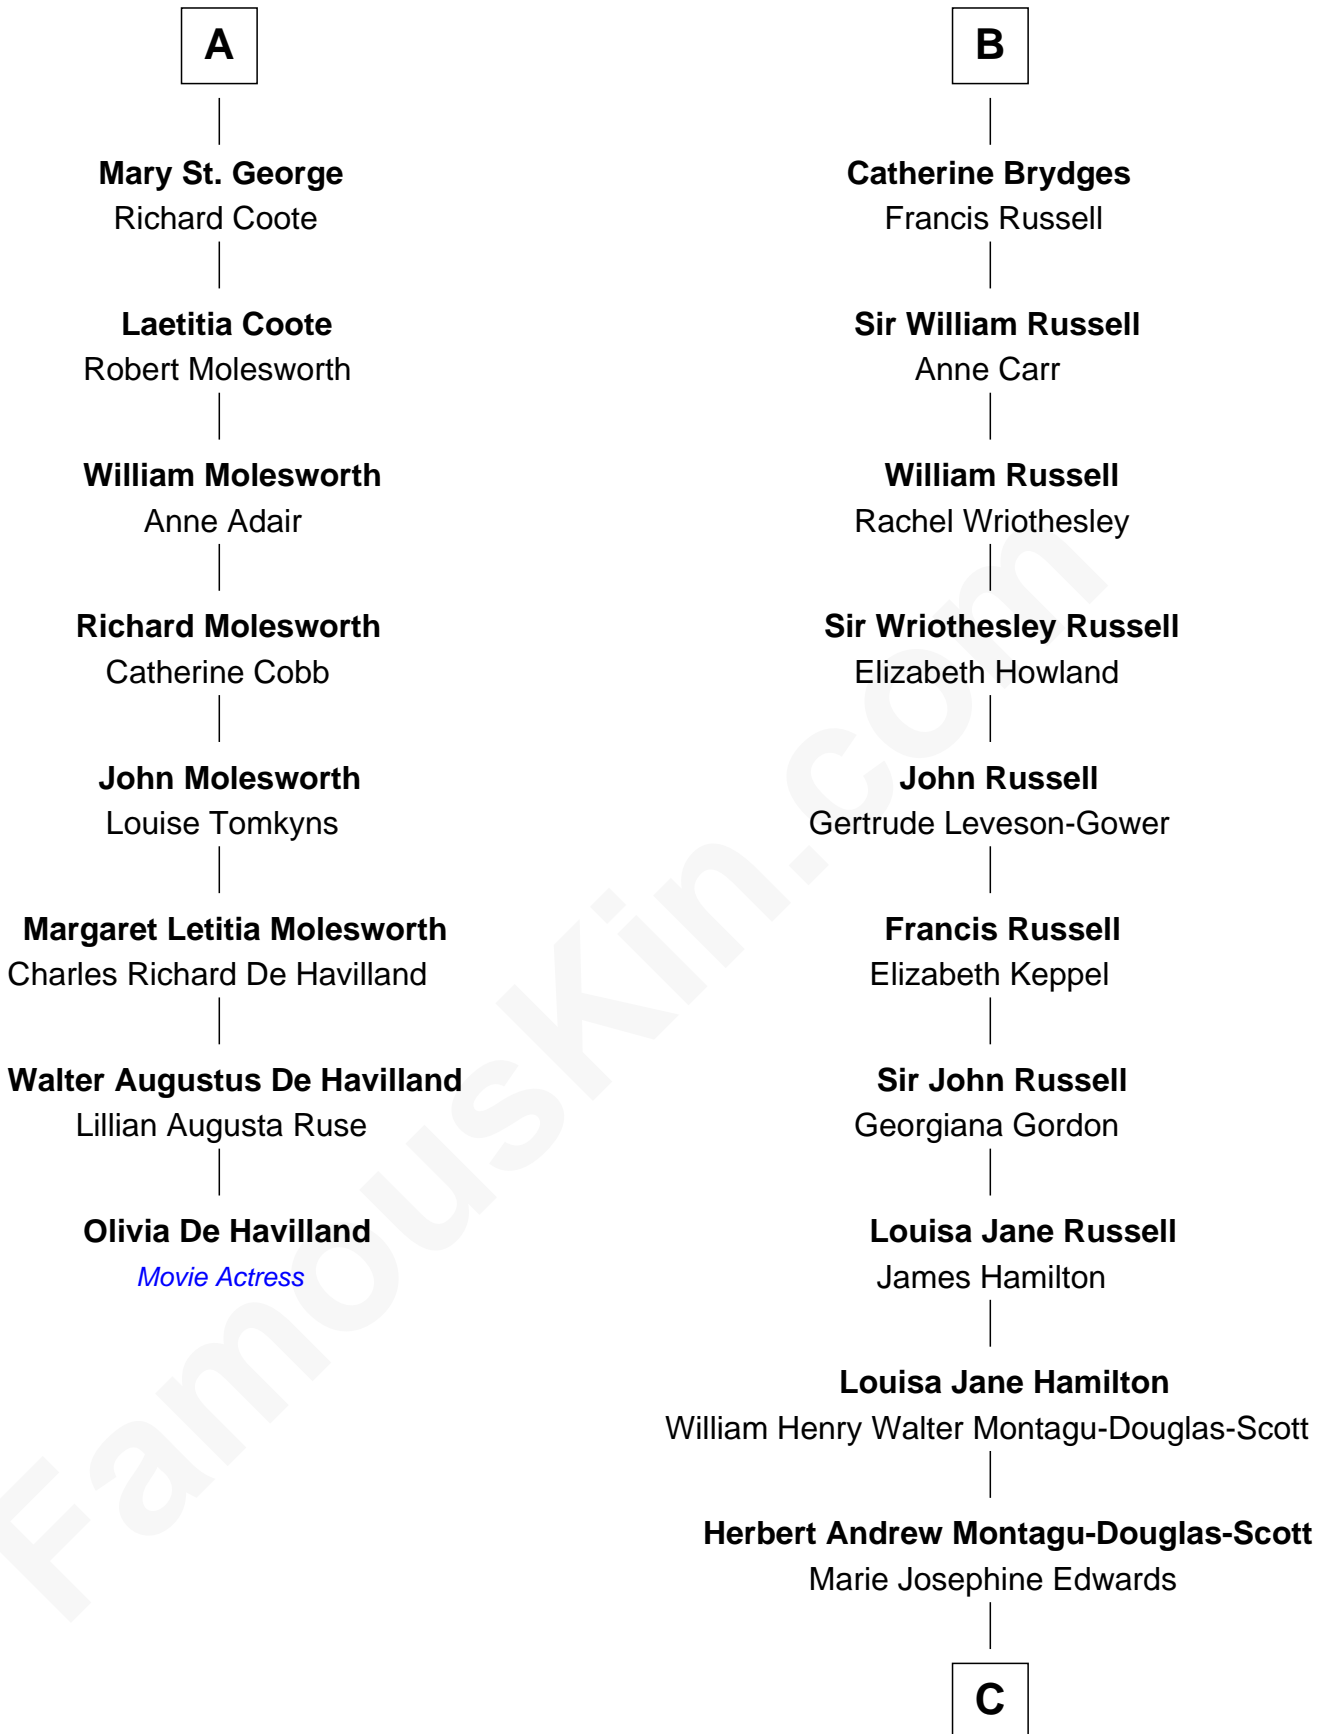 A
Mary St. George
Richard Coote
Laetitia Coote
Robert Molesworth
William Molesworth
Anne Adair
Richard Molesworth
Catherine Cobb
John Molesworth
Louise Tomkyns
Margaret Letitia Molesworth
Charles Richard De Havilland
Walter Augustus De Havilland
Lillian Augusta Ruse
Olivia De Havilland
Movie Actress
B
Catherine Brydges
Francis Russell
Sir William Russell
Anne Carr
William Russell
Rachel Wriothesley
Sir Wriothesley Russell
Elizabeth Howland
John Russell
Gertrude Leveson-Gower
Francis Russell
Elizabeth Keppel
Sir John Russell
Georgiana Gordon
Louisa Jane Russell
James Hamilton
Louisa Jane Hamilton
William Henry Walter Montagu-Douglas-Scott
Herbert Andrew Montagu-Douglas-Scott
Marie Josephine Edwards
C
FamousKin.com